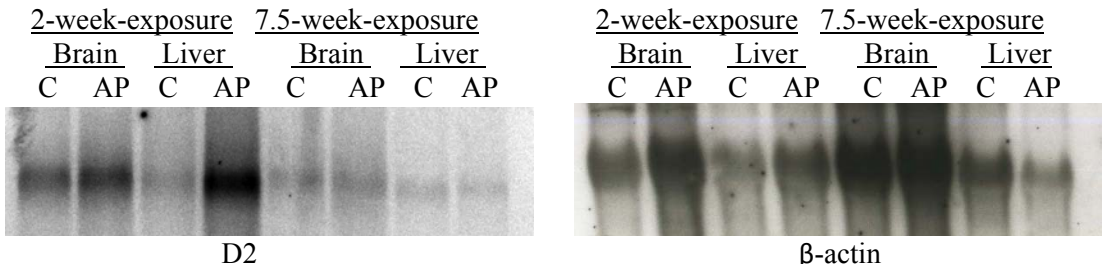 2-week-exposure 7.5-week-exposure
Brain Liver Brain Liver
C AP C AP C AP C AP
D2
2-week-exposure 7.5-week-exposure
Brain Liver Brain Liver
C AP C AP C AP C AP
β-actin